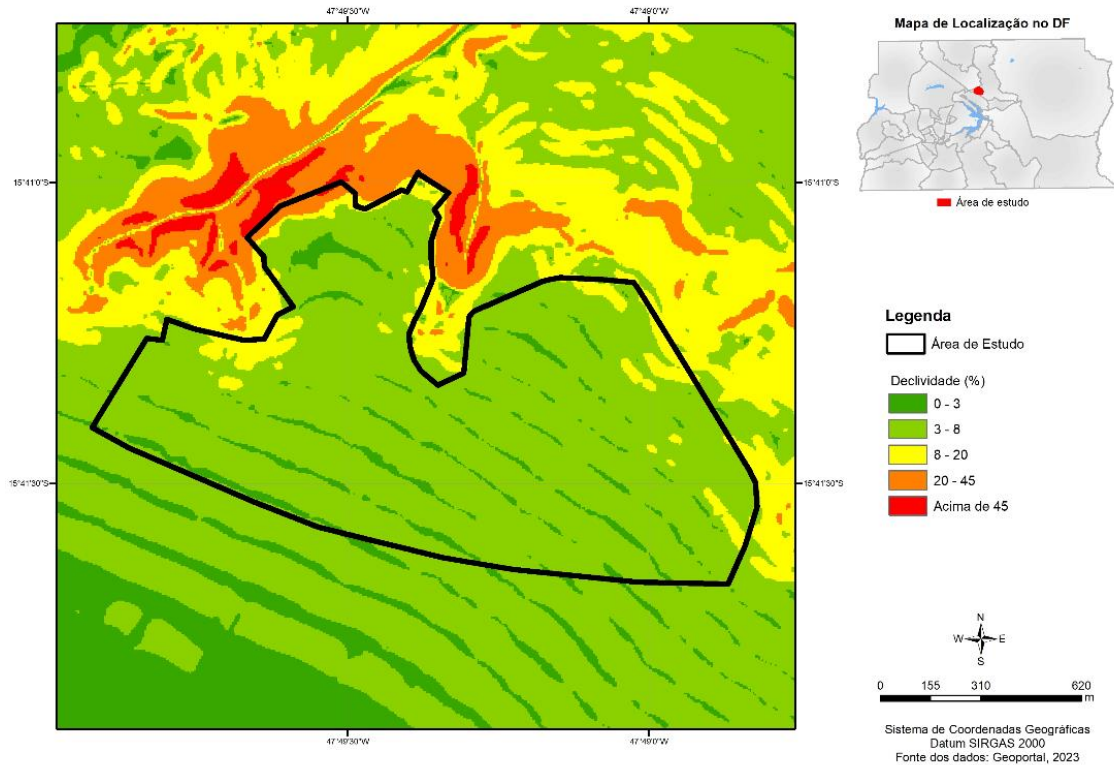 47°49'30"W
47°49'0"W
15°41'0"S
15°41'0"S
15°41'30"S
15°41'30"S
47°49'30"W
47°49'0"W
Mapa de Localização no DF
Área de estudo
Legenda
Área de Estudo
Declividade (%)
0 - 3
3 - 8
8 - 20
20 - 45
Acima de 45
N
W E
S
0 155 310 620
m
Sistema de Coordenadas Geográficas
Datum SIRGAS 2000
Fonte dos dados: Geoportal, 2023